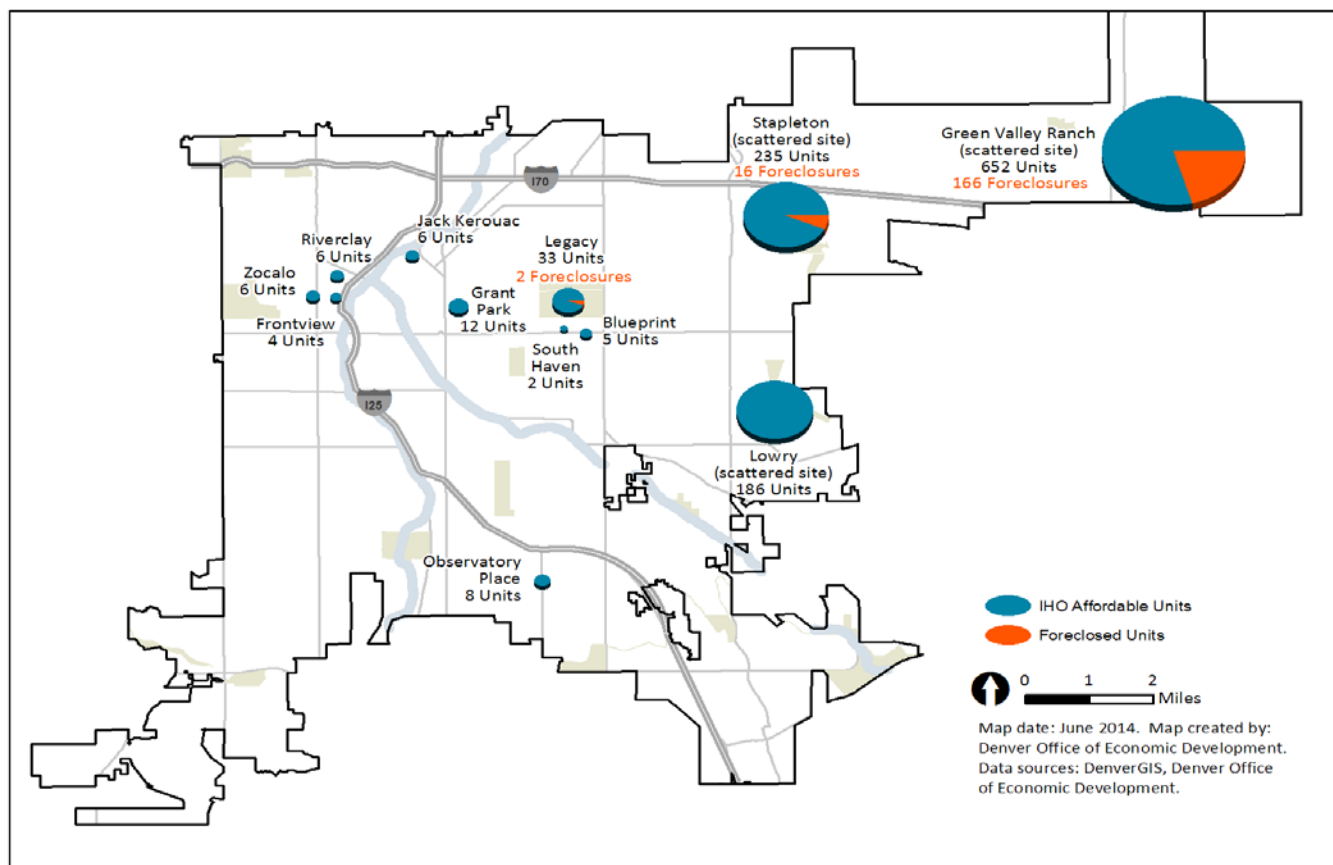 Stapleton
(scattered site)
235 Units
16 Foreclosures
Green Valley Ranch
(scattered site)
652 Units
166 Foreclosures
I70
Jack Kerouac
6 Units
Riverclay
6 Units
Legacy
33 Units
2 Foreclosures
Zocalo
6 Units
Grant
Park
12 Units
Frontview
4 Units
Blueprint
5 Units
South
Haven
2 Units
I25
Lowry
(scattered site)
186 Units
Observatory
Place
8 Units
IHO Affordable Units
Foreclosed Units
0 1 2
Miles
Map date: June 2014. Map created by:
Denver Office of Economic Development.
Data sources: DenverGIS, Denver Office
of Economic Development.